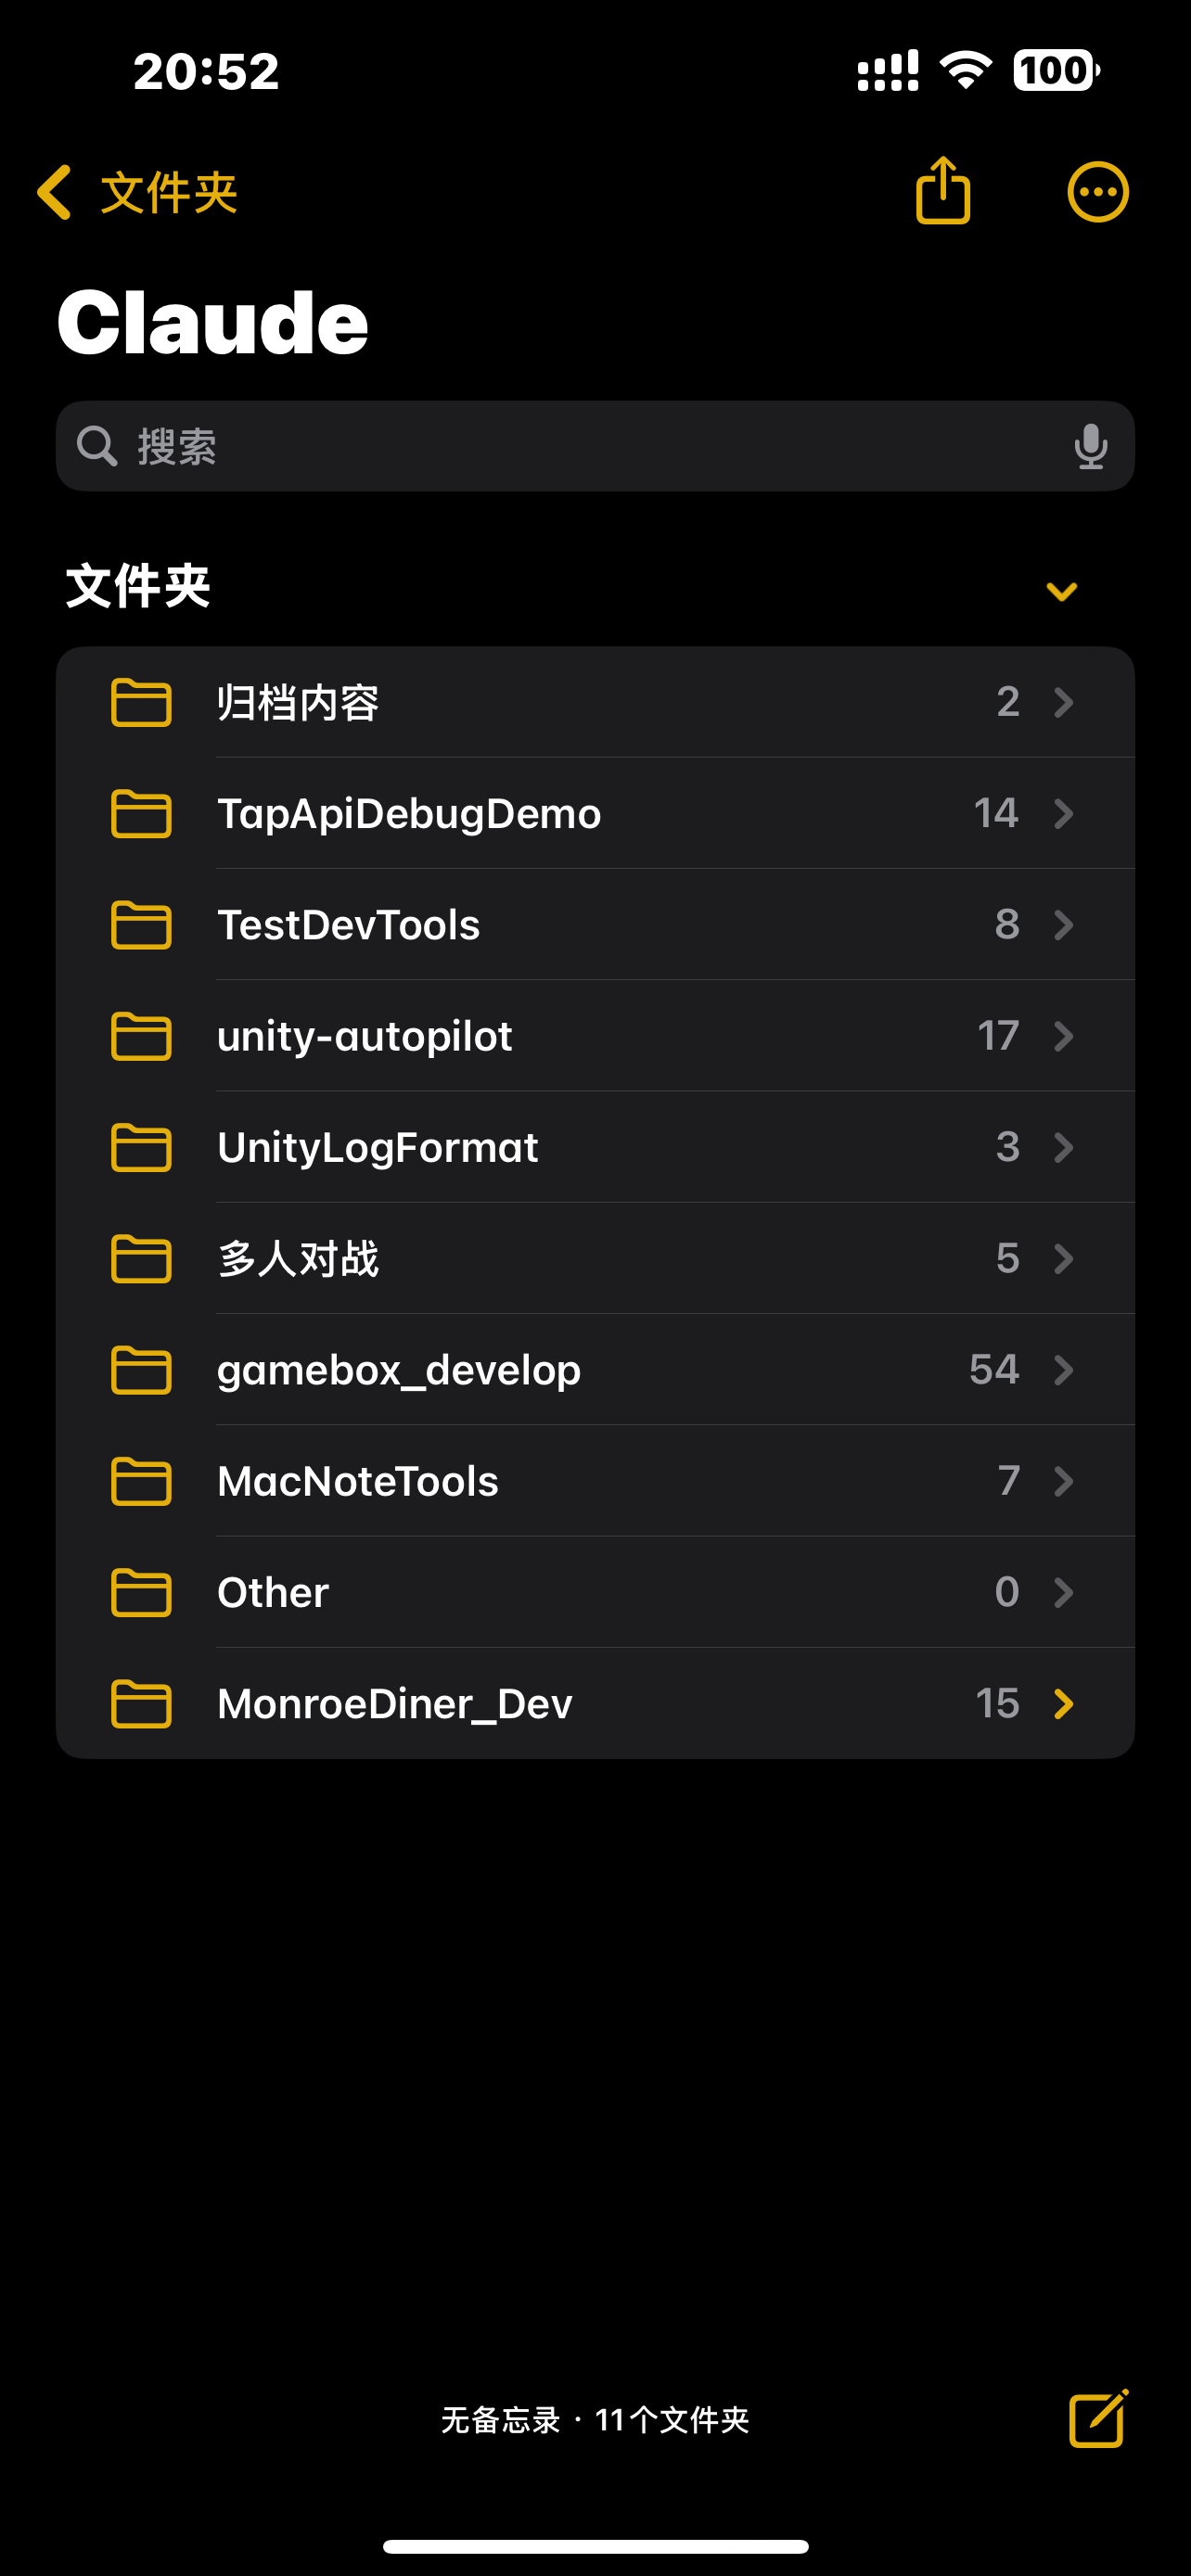 20:52
100
文件夹
Claude
搜索
文件夹
归档内容 2
TapApiDebugDemo 14
TestDevTools 8
unity-autopilot 17
UnityLogFormat 3
多人对战 5
gamebox_develop 54
MacNoteTools 7
Other 0
MonroeDiner_Dev 15
无备忘录 · 11个文件夹